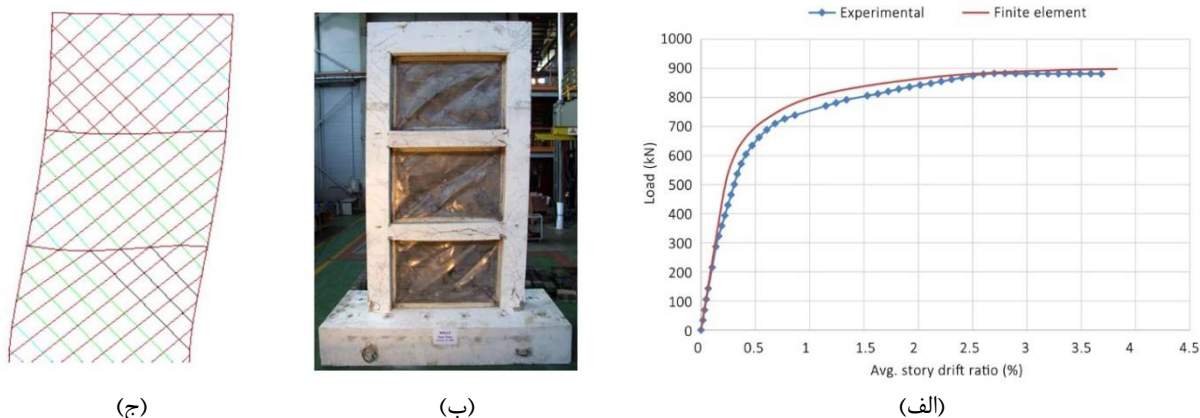 Experimental Finite element
1000
900
800
700
600
500
400
300
200
100
0
Load (kN)
0 0.5 1 1.5 2 2.5 3 3.5 4 4.5
Avg. story drift ratio (%)
(الف)
(ب)
(ج)